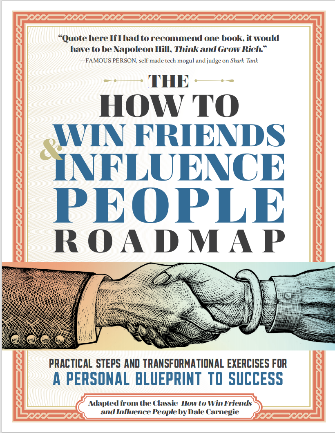 "Quote here If I had to recommend one book, it would
have to be Napoleon Hill, Think and Grow Rich."
—FAMOUS PERSON, self made tech mogul and judge on Shark Tank
THE
HOW TO
WIN FRIENDS
& INFLUENCE
PEOPLE
ROADMAP
PRACTICAL STEPS AND TRANSFORMATIONAL EXERCISES FOR
A PERSONAL BLUEPRINT TO SUCCESS
Adapted from the Classic How to Win Friends
and Influence People by Dale Carnegie